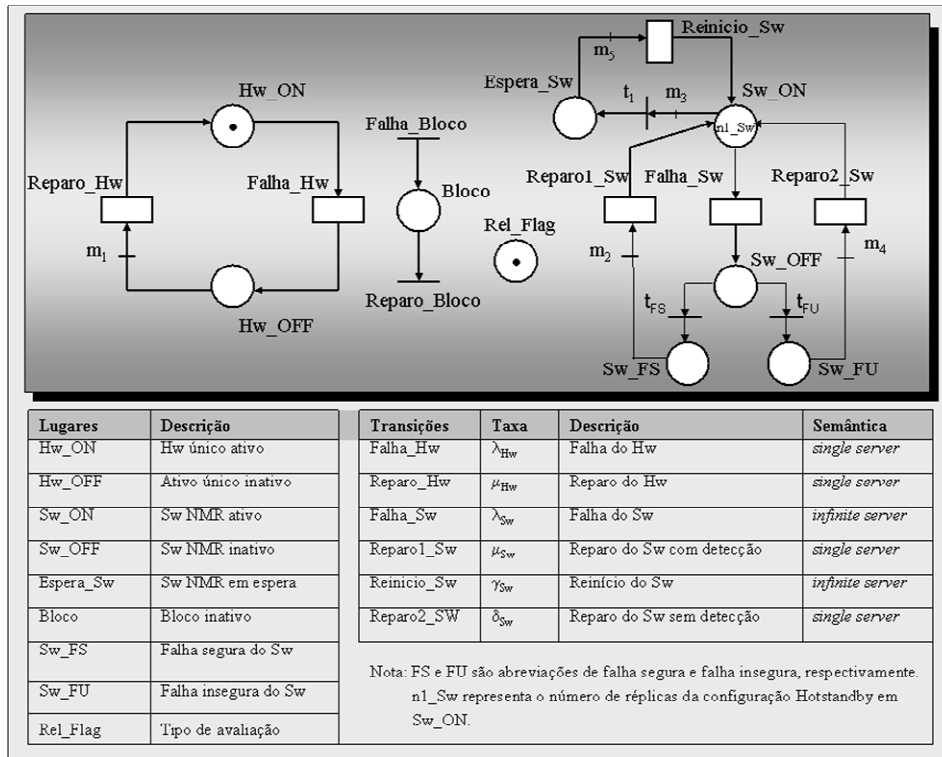 Reinicio_Sw
m5
Espera_Sw
t1
m3
Sw_ON
n1_Sw
Hw_ON
Falha_Bloco
Reparo_Hw
Falha_Hw
Bloco
Reparo1_Sw
Falha_Sw
Reparo2_Sw
Rel_Flag
m1
m2
m4
Sw_OFF
Reparo_Bloco
tFS
tFU
Hw_OFF
Sw_FS
Sw_FU
Lugares Descrição
Hw_ON Hw único ativo
Hw_OFF Ativo único inativo
Sw_ON Sw NMR ativo
Sw_OFF Sw NMR inativo
Espera_Sw Sw NMR em espera
Bloco Bloco inativo
Sw_FS Falha segura do Sw
Sw_FU Falha insegura do Sw
Rel_Flag Tipo de avaliação
Transições Taxa Descrição Semântica
Falha_Hw λHw Falha do Hw single server
Reparo_Hw μHw Reparo do Hw single server
Falha_Sw λSw Falha do Sw infinite server
Reparo1_Sw μSw Reparo do Sw com detecção single server
Reinicio_Sw γSw Reinício do Sw infinite server
Reparo2_SW δSw Reparo do Sw sem detecção single server
Nota: FS e FU são abreviações de falha segura e falha insegura, respectivamente.
n1_Sw representa o número de réplicas da configuração Hotstandby em
Sw_ON.